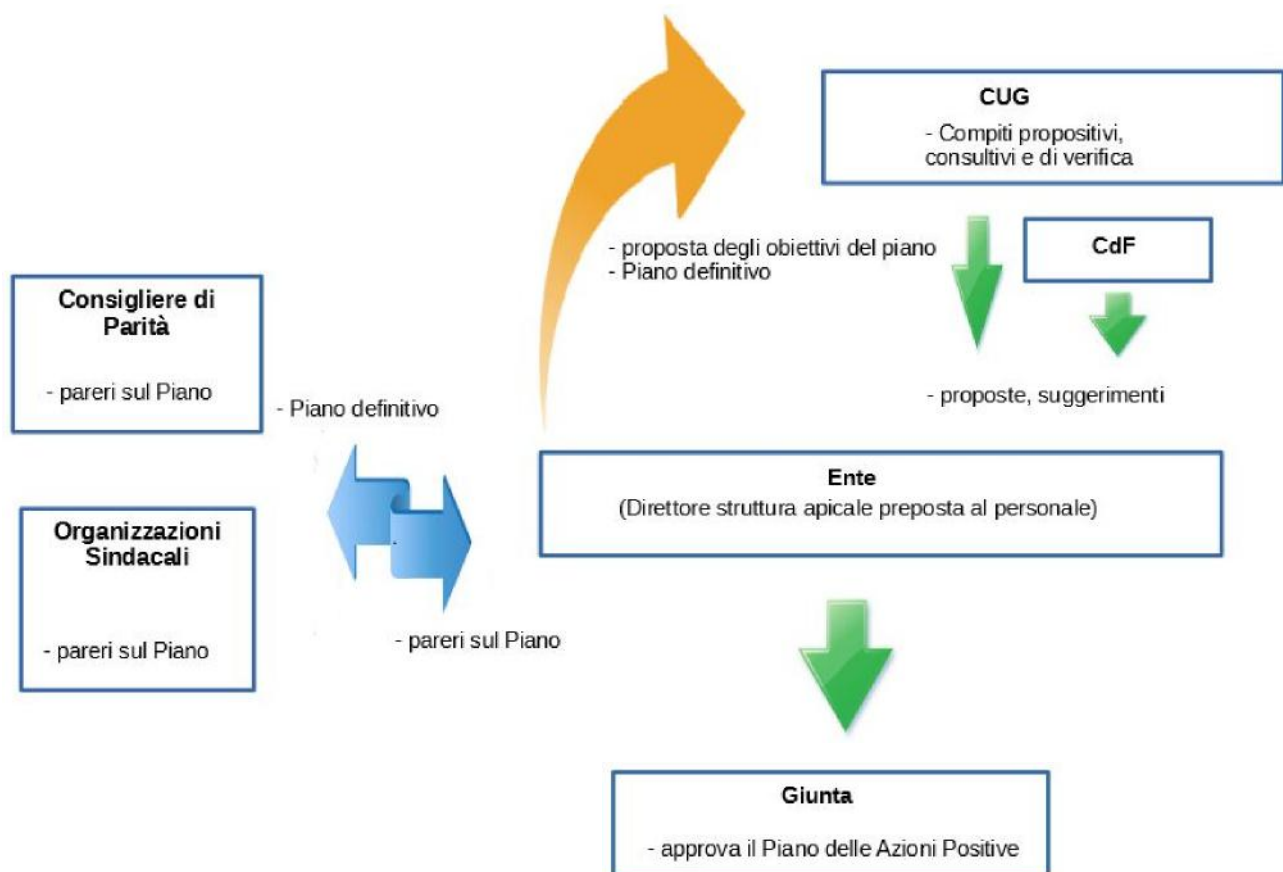 CUG
- Compiti propositivi,
consultivi e di verifica
- proposta degli obiettivi del piano
- Piano definitivo
CdF
Consigliere di
Parità
- pareri sul Piano
- Piano definitivo
- proposte, suggerimenti
Ente
(Direttore struttura apicale preposta al personale)
Organizzazioni
Sindacali
- pareri sul Piano
- pareri sul Piano
Giunta
- approva il Piano delle Azioni Positive